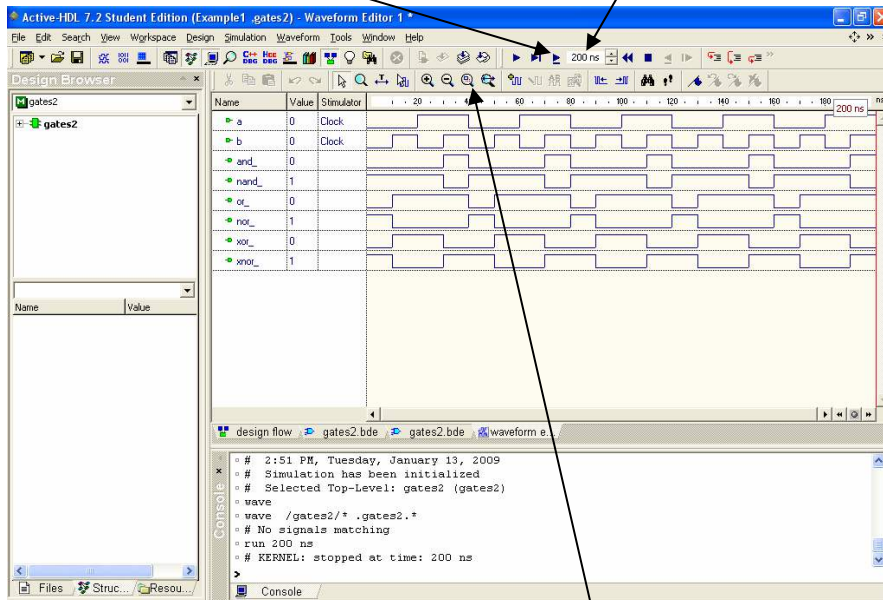 Active-HDL 7.2 Student Edition (Example1 ,gates2) - Waveform Editor 1 *
File Edit Search View Workspace Design Simulation Waveform Tools Window Help
200 ns
Design Browser
gates2
gates2
Name Value
Files Struc... Resou...
Name Value Stimulator
20 60 80 100 120 140 160 180 ns
200 ns
a 0 Clock
b 0 Clock
and_ 0
nand_ 1
or_ 0
nor_ 1
xor_ 0
xnor_ 1
design flow gates2.bde gates2.bde waveform e...
Console
# 2:51 PM, Tuesday, January 13, 2009
# Simulation has been initialized
# Selected Top-Level: gates2 (gates2)
wave
wave /gates2/* .gates2.*
# No signals matching
run 200 ns
# KERNEL: stopped at time: 200 ns
>
Console